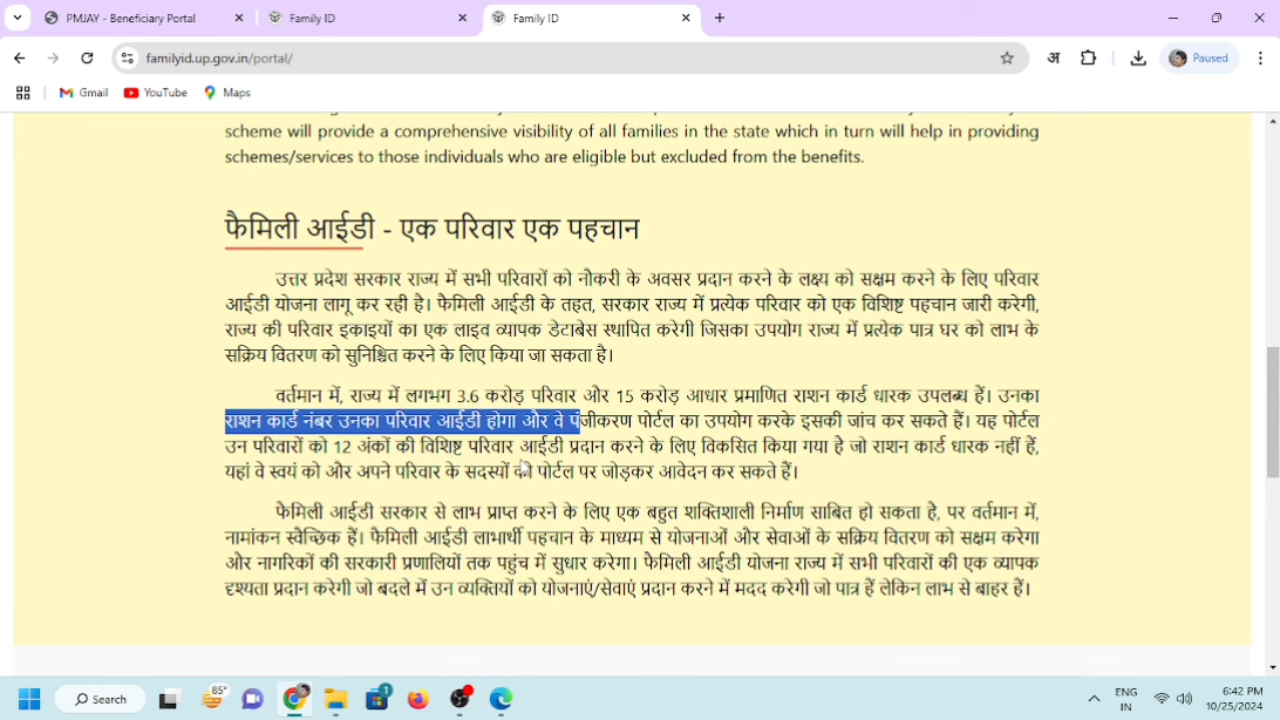 PMJAY - Beneficiary Portal
Family ID
Family ID
familyid.up.gov.in/portal/
अ
Paused
Gmail
YouTube
Maps
scheme will provide a comprehensive visibility of all families in the state which in turn will help in providing
schemes/services to those individuals who are eligible but excluded from the benefits.
फैमिली आईडी - एक परिवार एक पहचान
उत्तर प्रदेश सरकार राज्य में सभी परिवारों को नौकरी के अवसर प्रदान करने के लक्ष्य को सक्षम करने के लिए परिवार
आईडी योजना लागू कर रही है। फैमिली आईडी के तहत, सरकार राज्य में प्रत्येक परिवार को एक विशिष्ट पहचान जारी करेगी,
राज्य की परिवार इकाइयों का एक लाइव व्यापक डेटाबेस स्थापित करेगी जिसका उपयोग राज्य में प्रत्येक पात्र घर को लाभ के
सक्रिय वितरण को सुनिश्चित करने के लिए किया जा सकता है।
वर्तमान में, राज्य में लगभग 3.6 करोड़ परिवार और 15 करोड़ आधार प्रमाणित राशन कार्ड धारक उपलब्ध हैं। उनका
राशन कार्ड नंबर उनका परिवार आईडी होगा और वे पंजीकरण पोर्टल का उपयोग करके इसकी जांच कर सकते हैं। यह पोर्टल
उन परिवारों को 12 अंकों की विशिष्ट परिवार आईडी प्रदान करने के लिए विकसित किया गया है जो राशन कार्ड धारक नहीं हैं,
यहां वे स्वयं को और अपने परिवार के सदस्यों को पोर्टल पर जोड़कर आवेदन कर सकते हैं।
फैमिली आईडी सरकार से लाभ प्राप्त करने के लिए एक बहुत शक्तिशाली निर्माण साबित हो सकता है, पर वर्तमान में,
नामांकन स्वैच्छिक हैं। फैमिली आईडी लाभार्थी पहचान के माध्यम से योजनाओं और सेवाओं के सक्रिय वितरण को सक्षम करेगा
और नागरिकों की सरकारी प्रणालियों तक पहुंच में सुधार करेगा। फैमिली आईडी योजना राज्य में सभी परिवारों की एक व्यापक
दृश्यता प्रदान करेगी जो बदले में उन व्यक्तियों को योजनाएं/सेवाएं प्रदान करने में मदद करेगी जो पात्र हैं लेकिन लाभ से बाहर हैं।
Search
85°
1
ENG
IN
6:42 PM
10/25/2024